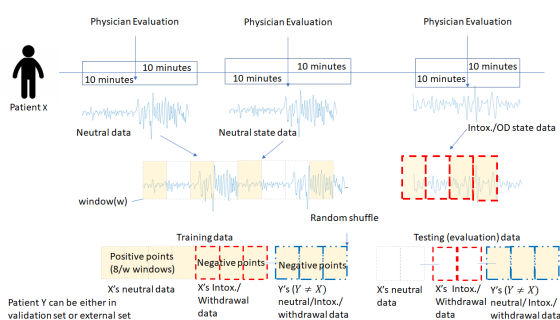 Physician Evaluation
Physician Evaluation
Physician Evaluation
10 minutes
10 minutes
10 minutes
10 minutes
10 minutes
10 minutes
Patient X
Neutral data
Neutral state data
Intox./OD state data
window(w)
Random shuffle
Training data
Testing (evaluation) data
Positive points
(8/w windows)
Negative points
Negative points
X's neutral data
X's Intox./
Withdrawal data
Y's (Y ≠ X)
neutral/Intox./
withdrawal data
X's neutral
data
X's Intox./
Withdrawal
data
Y's (Y ≠ X)
neutral/ Intox./
withdrawal data
Patient Y can be either in
validation set or external set